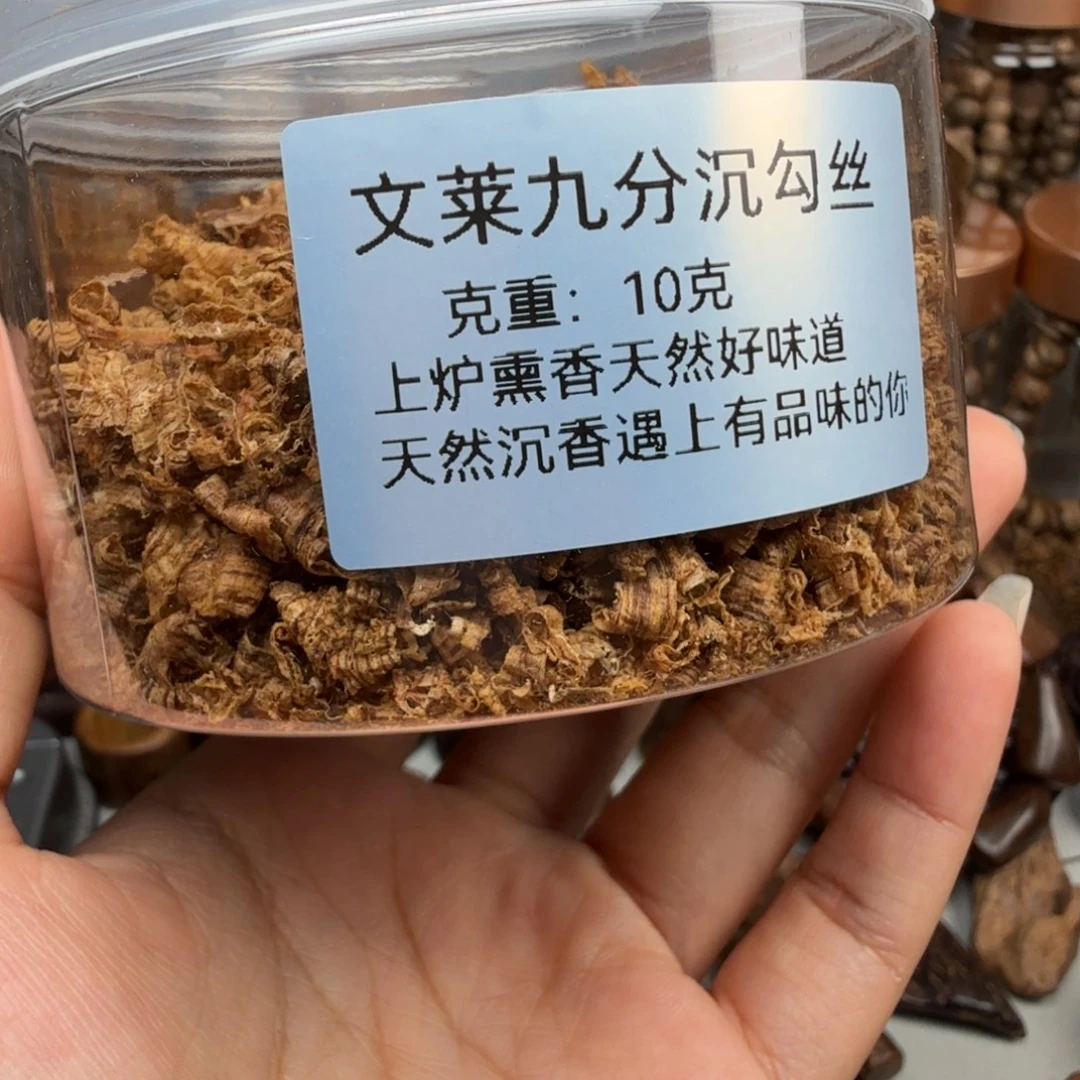 文莱九分沉勾丝
克重：10克
上炉熏香天然好味道
天然沉香遇上有品味的你